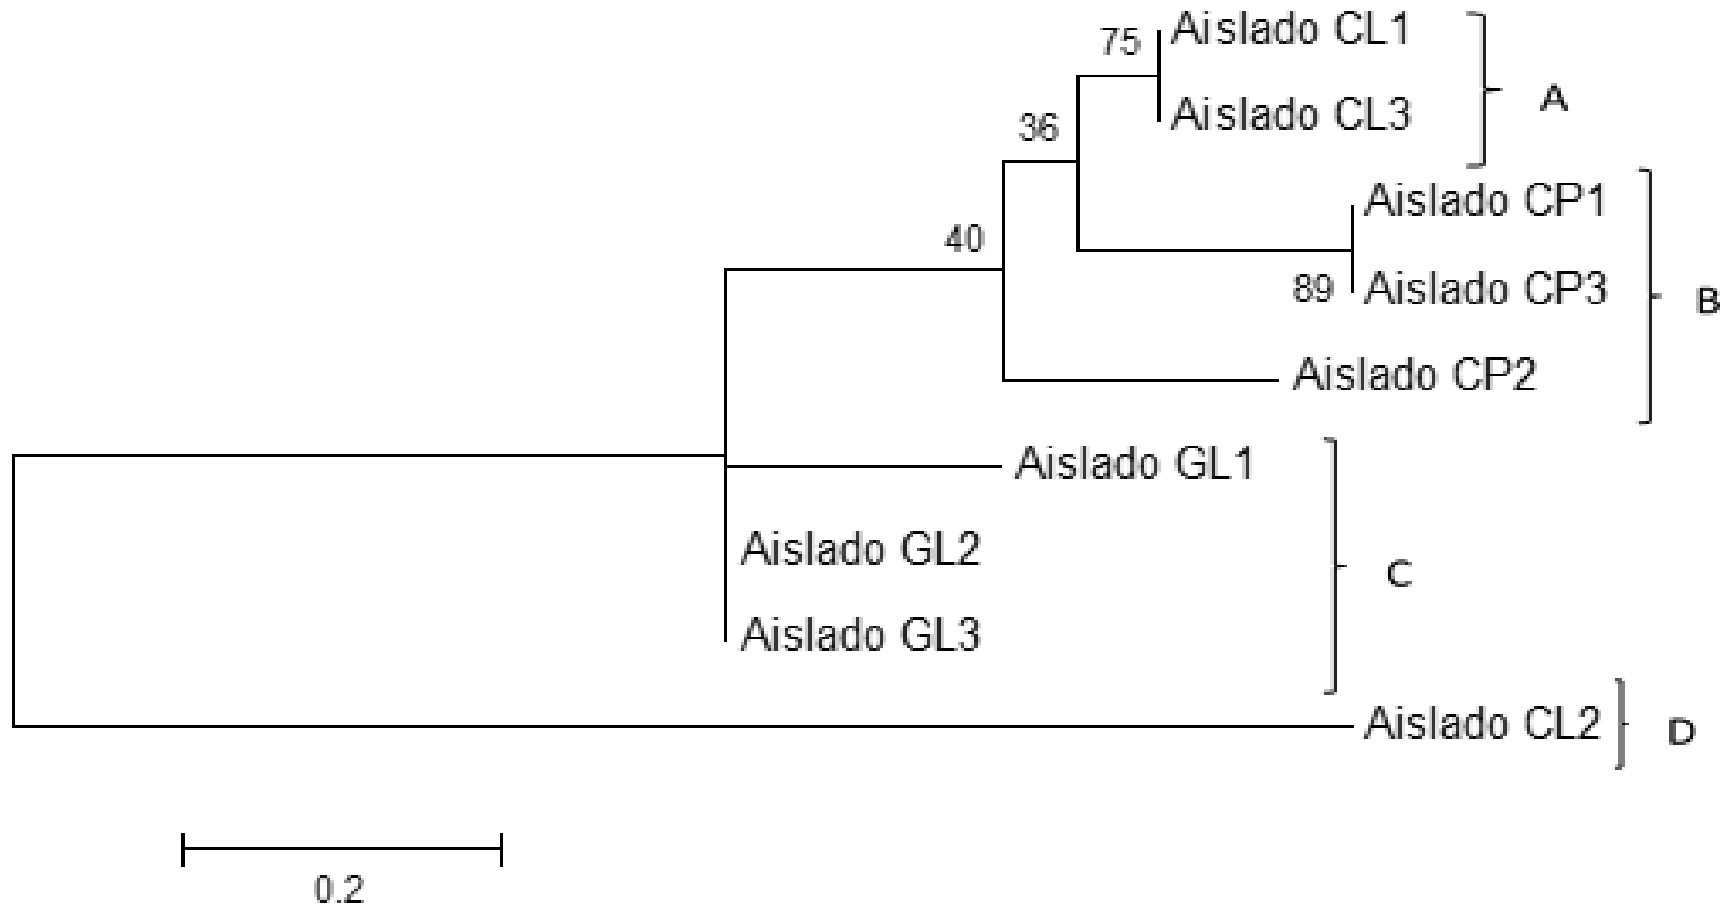 75
Aislado CL1
Aislado CL3
A
36
Aislado CP1
40
89
Aislado CP3
B
Aislado CP2
Aislado GL1
Aislado GL2
C
Aislado GL3
Aislado CL2
D
0.2